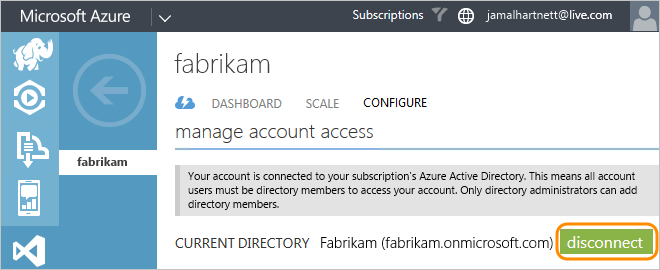 Microsoft Azure
Subscriptions
jamalhartnett@live.com
fabrikam
DASHBOARD SCALE CONFIGURE
manage account access
fabrikam
Your account is connected to your subscription's Azure Active Directory. This means all account
users must be directory members to access your account. Only directory administrators can add
directory members.
CURRENT DIRECTORY Fabrikam (fabrikam.onmicrosoft.com) disconnect